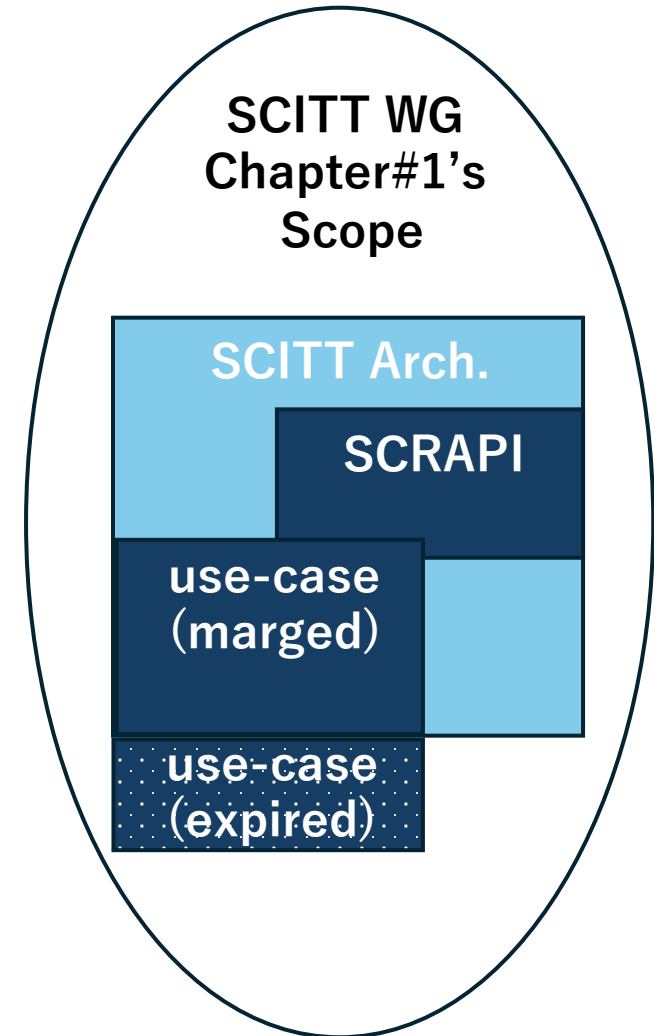 SCITT WG
Chapter#1’s
Scope
SCITT Arch.
SCRAPI
use-case
(marged)
use-case
(expired)